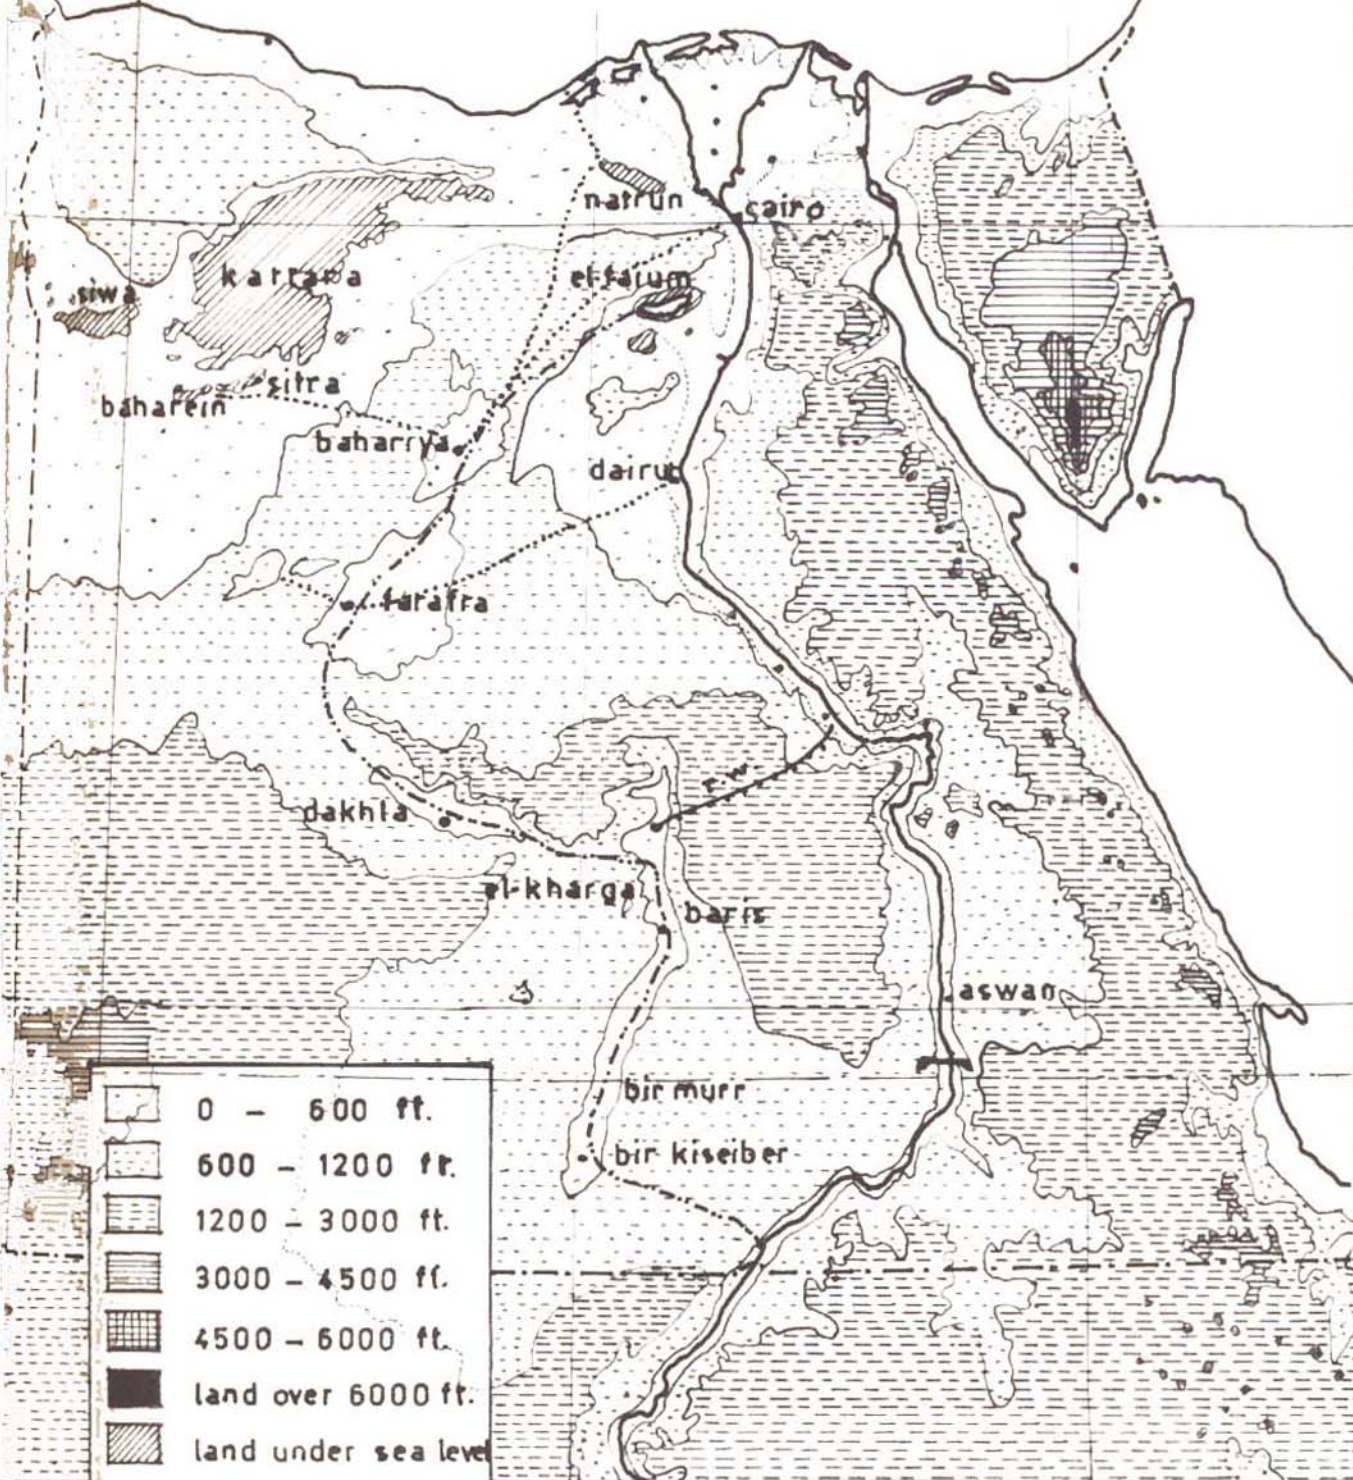 natrun
cairo
siwa
kattara
el-faium
sitra
baharein
bahariya
dairut
farafra
r.w.
dakhla
el-kharga
baris
aswan
bir murr
bir kiseiber
0 – 600 ft.
600 – 1200 ft.
1200 – 3000 ft.
3000 – 4500 ft.
4500 – 6000 ft.
land over 6000 ft.
land under sea level